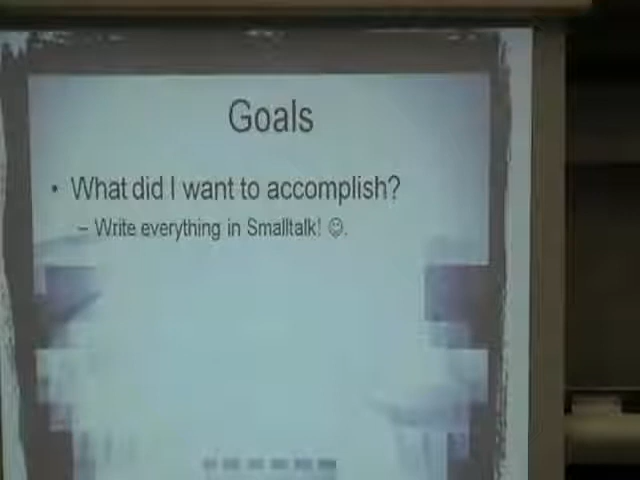 Goals
• What did I want to accomplish?
– Write everything in Smalltalk! ☺.